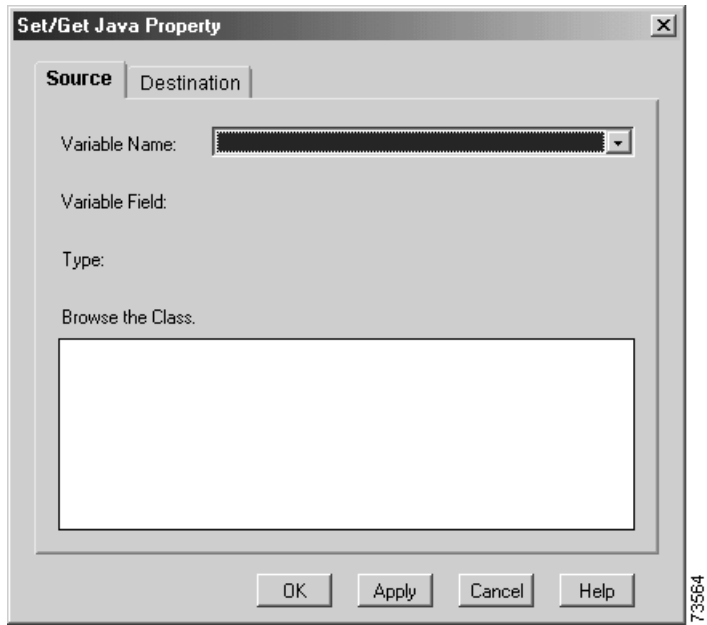 Set/Get Java Property
Source
Destination
Variable Name:
Variable Field:
Type:
Browse the Class.
OK
Apply
Cancel
Help
73564